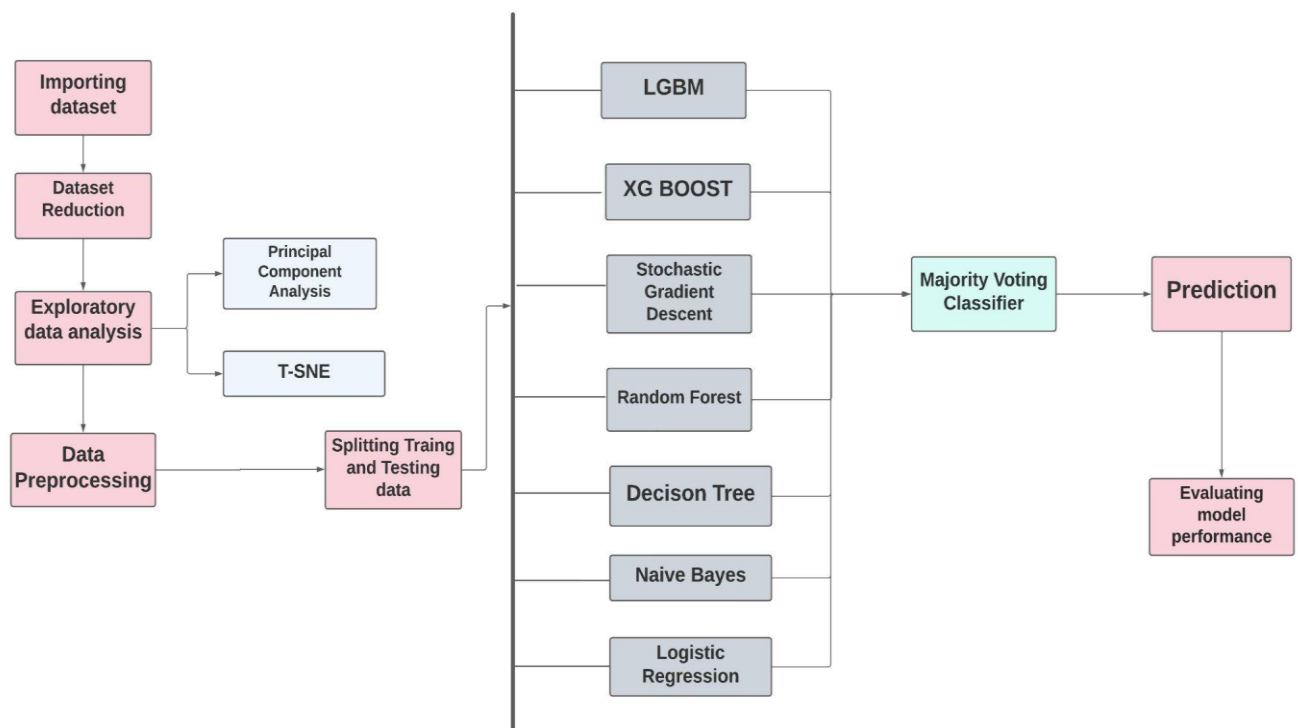 Importing
dataset
Dataset
Reduction
Exploratory
data analysis
Principal
Component
Analysis
T-SNE
Data
Preprocessing
Splitting Traing
and Testing
data
LGBM
XG BOOST
Stochastic
Gradient
Descent
Random Forest
Decison Tree
Naive Bayes
Logistic
Regression
Majority Voting
Classifier
Prediction
Evaluating
model
performance